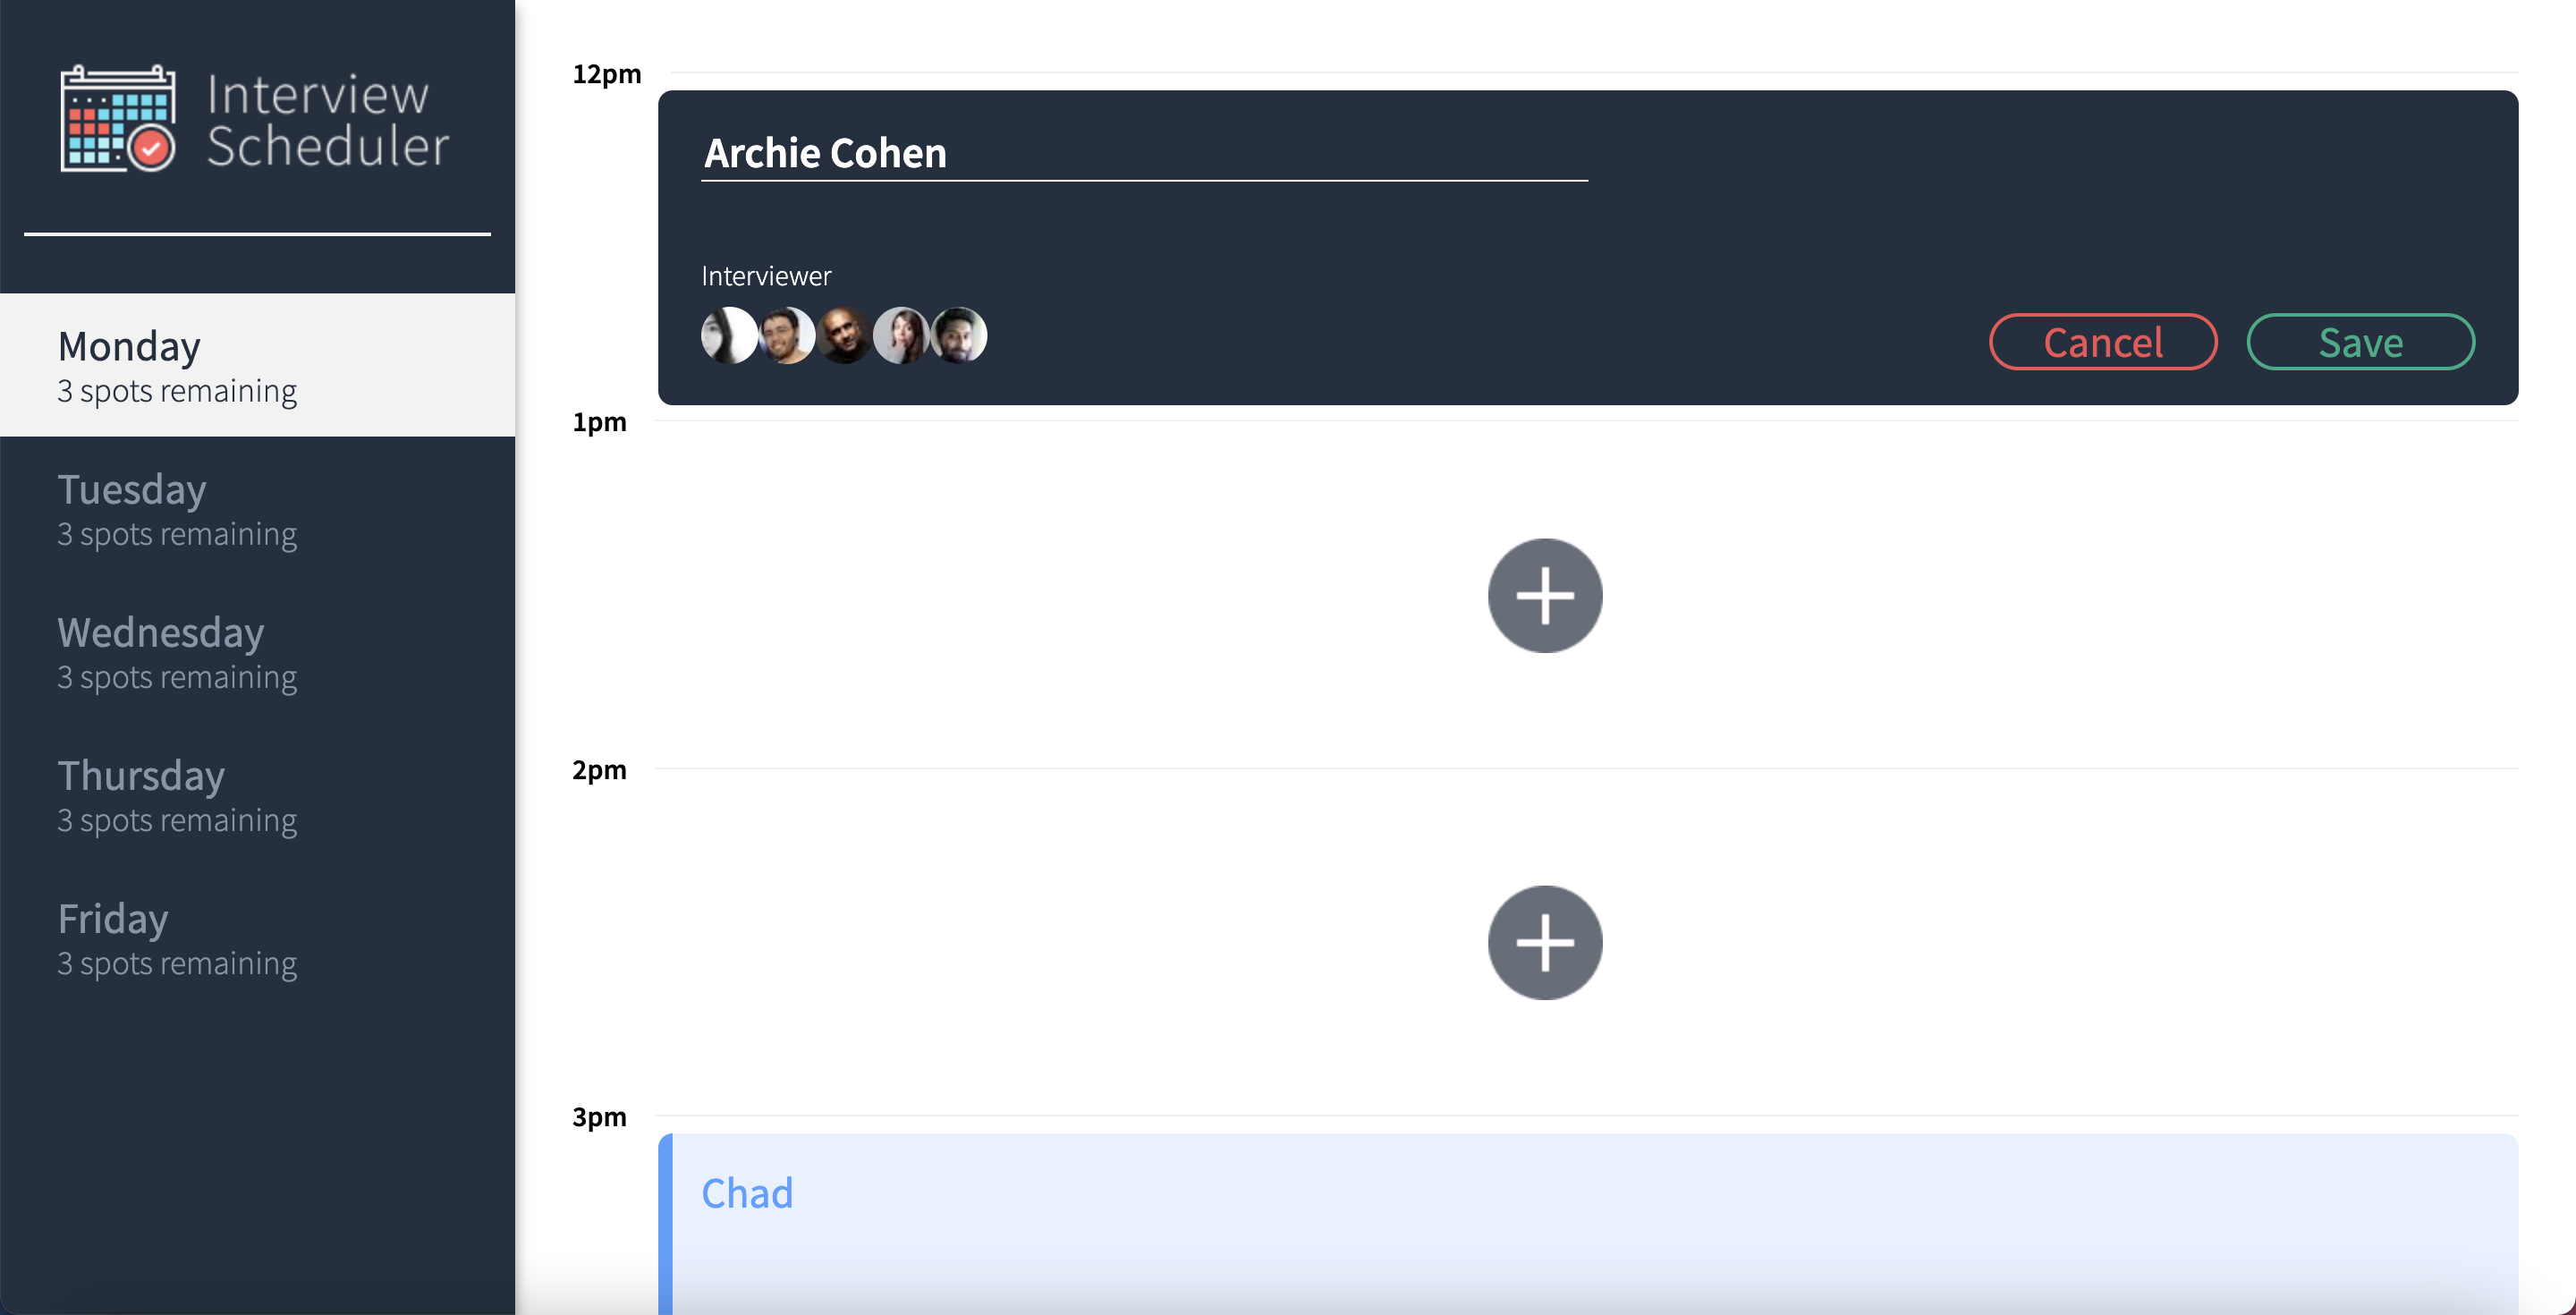 Interview
Scheduler
Monday
3 spots remaining
Tuesday
3 spots remaining
Wednesday
3 spots remaining
Thursday
3 spots remaining
Friday
3 spots remaining
12pm
Archie Cohen
Interviewer
Cancel
Save
1pm
2pm
3pm
Chad